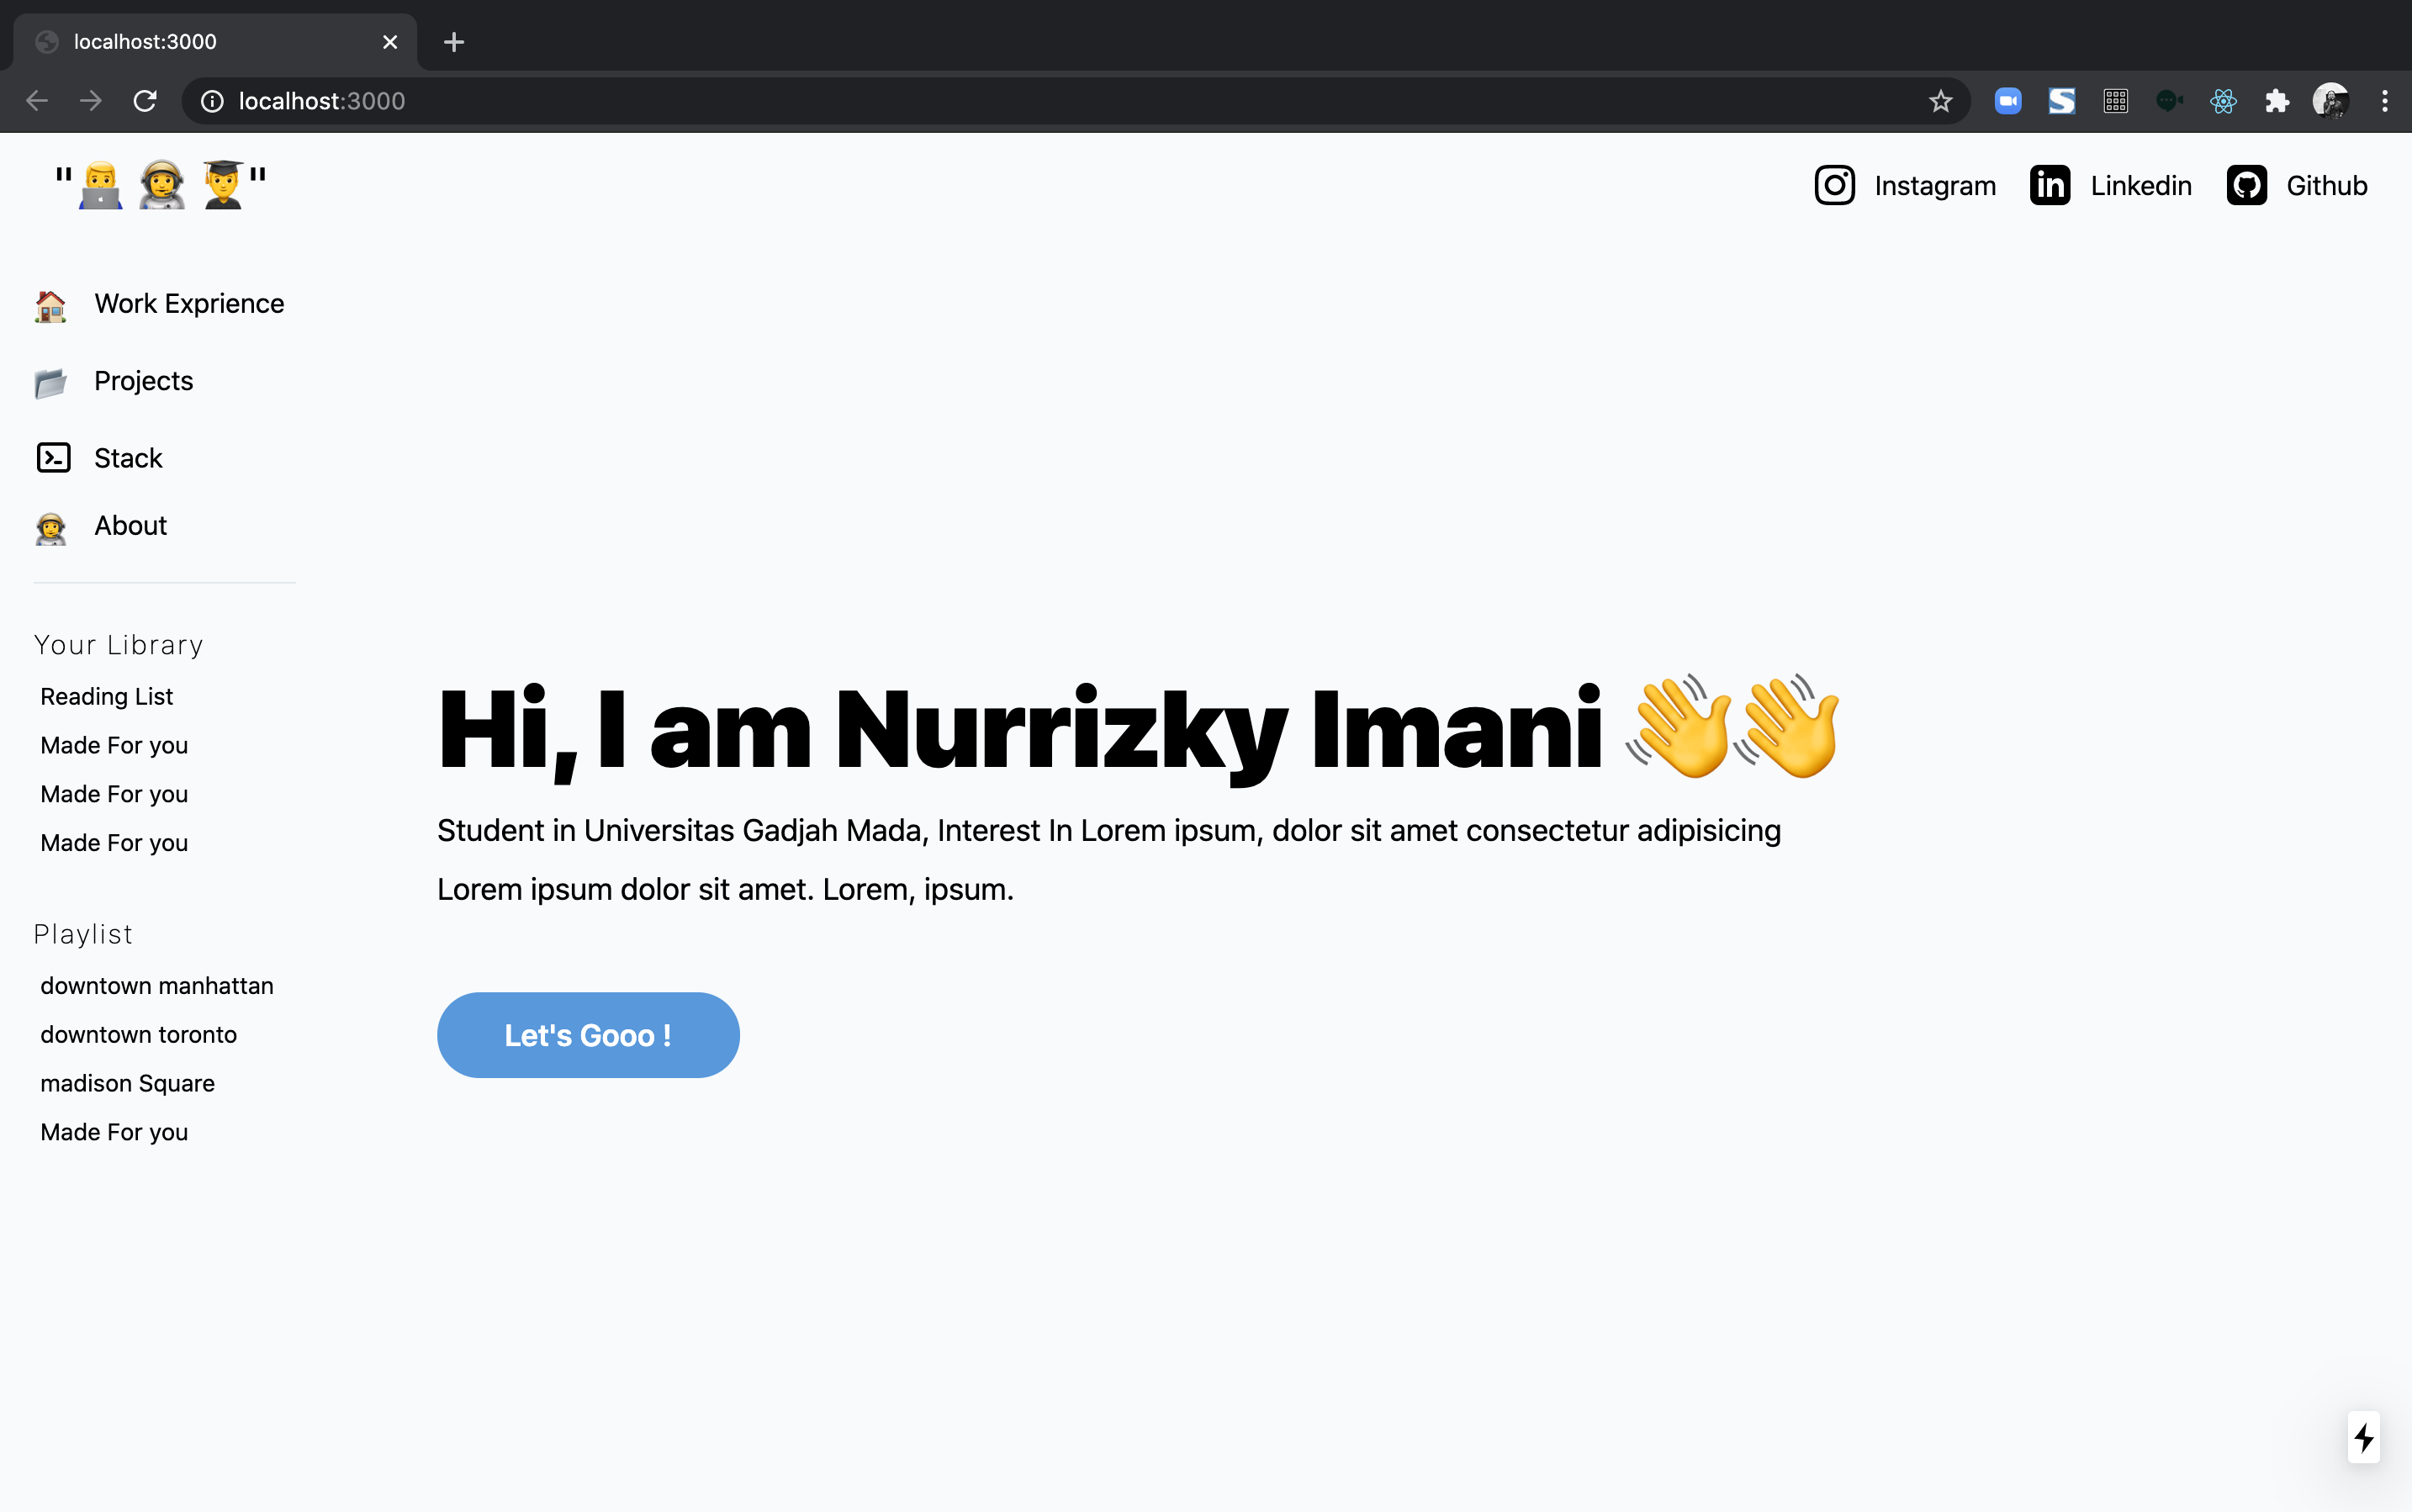 localhost:3000
localhost:3000
"👨‍💻 👩‍🚀 👨‍🎓" Instagram Linkedin Github
Work Exprience
Projects
Stack
About
Your Library
Reading List
Made For you
Made For you
Made For you
Playlist
downtown manhattan
downtown toronto
madison Square
Made For you
Hi, I am Nurrizky Imani 👋👋
Student in Universitas Gadjah Mada, Interest In Lorem ipsum, dolor sit amet consectetur adipisicing
Lorem ipsum dolor sit amet. Lorem, ipsum.
Let's Gooo !